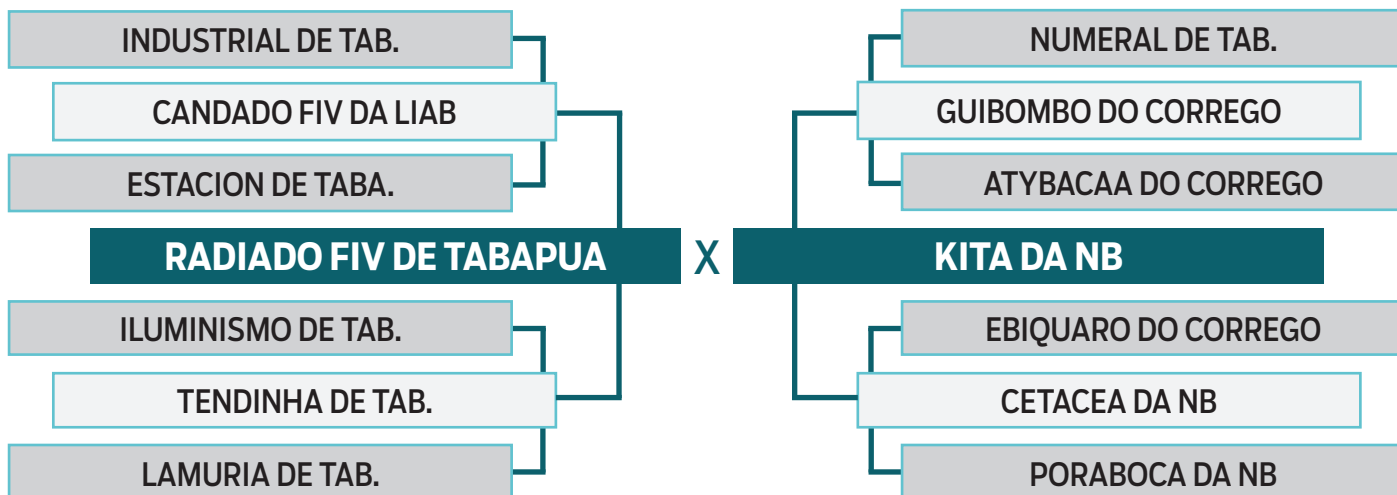 INDUSTRIAL DE TAB.
CANDADO FIV DA LIAB
ESTACION DE TABA.
RADIADO FIV DE TABAPUA
ILUMINISMO DE TAB.
TENDINHA DE TAB.
LAMURIA DE TAB.
X
NUMERAL DE TAB.
GUIBOMBO DO CORREGO
ATYBACAA DO CORREGO
KITA DA NB
EBIQUARO DO CORREGO
CETACEA DA NB
PORABOCA DA NB